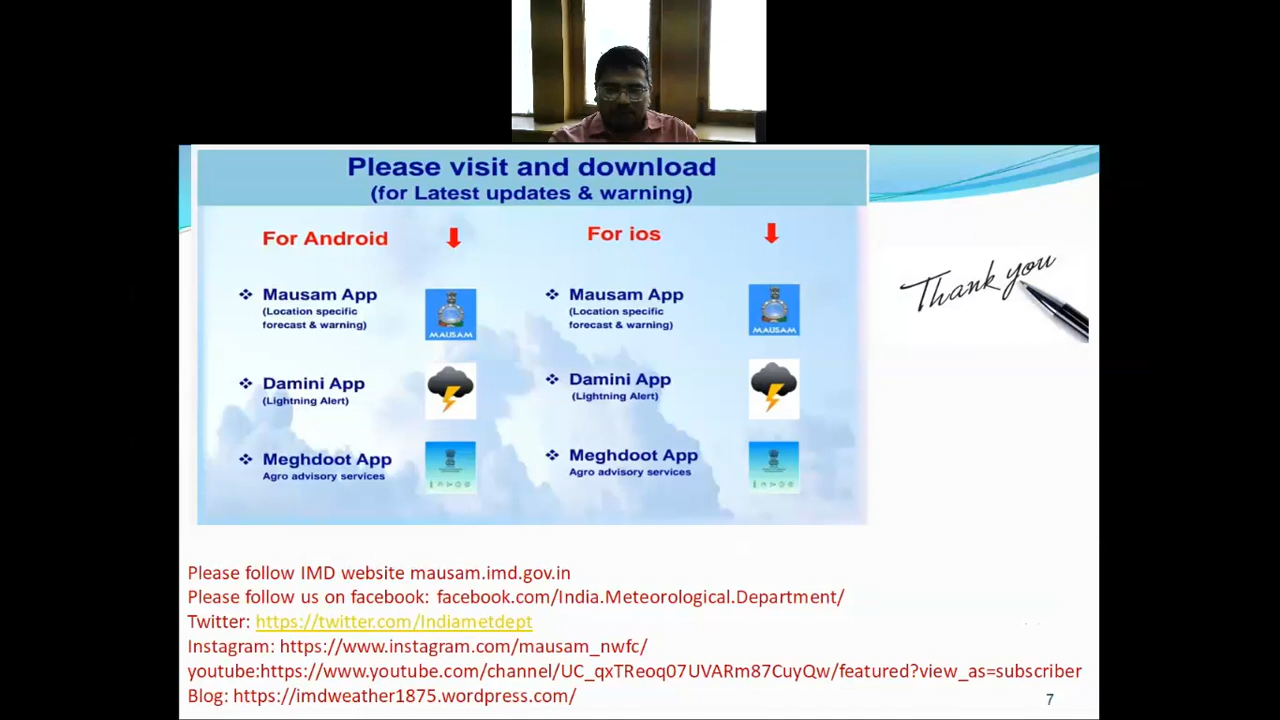 Please visit and download
(for Latest updates & warning)
For Android
For ios
Mausam App
(Location specific
forecast & warning)
MAUSAM
Mausam App
(Location specific
forecast & warning)
MAUSAM
Damini App
(Lightning Alert)
Damini App
(Lightning Alert)
Meghdoot App
Agro advisory services
Meghdoot App
Agro advisory services
Thank you
Please follow IMD website mausam.imd.gov.in
Please follow us on facebook: facebook.com/India.Meteorological.Department/
Twitter: https://twitter.com/Indiametdept
Instagram: https://www.instagram.com/mausam_nwfc/
youtube:https://www.youtube.com/channel/UC_qxTReoq07UVARm87CuyQw/featured?view_as=subscriber
Blog: https://imdweather1875.wordpress.com/
7